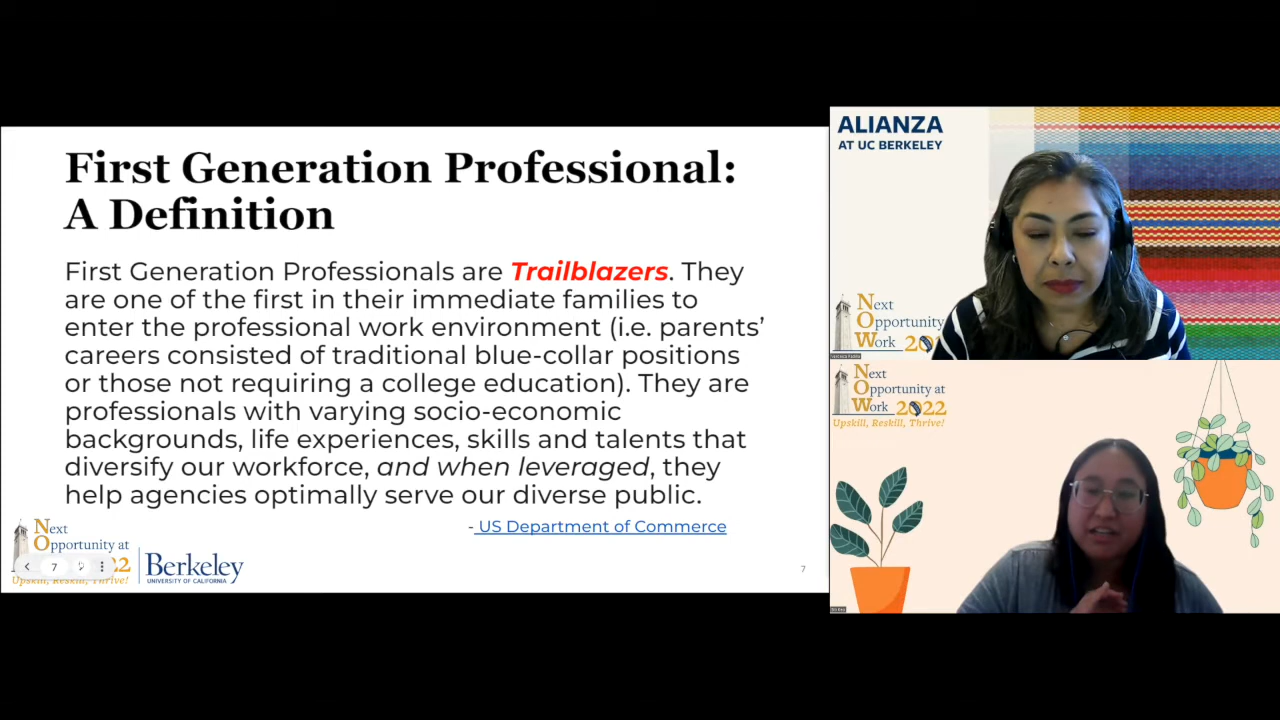 First Generation Professional:
A Definition
First Generation Professionals are Trailblazers. They
are one of the first in their immediate families to
enter the professional work environment (i.e. parents’
careers consisted of traditional blue-collar positions
or those not requiring a college education). They are
professionals with varying socio-economic
backgrounds, life experiences, skills and talents that
diversify our workforce, and when leveraged, they
help agencies optimally serve our diverse public.
- US Department of Commerce
Next
Opportunity at
7
22
Upskill, Reskill, Thrive!
Berkeley
UNIVERSITY OF CALIFORNIA
7
ALIANZA
AT UC BERKELEY
Next
Opportunity
Work 20
Next
Opportunity at
Work 2022
Upskill, Reskill, Thrive!